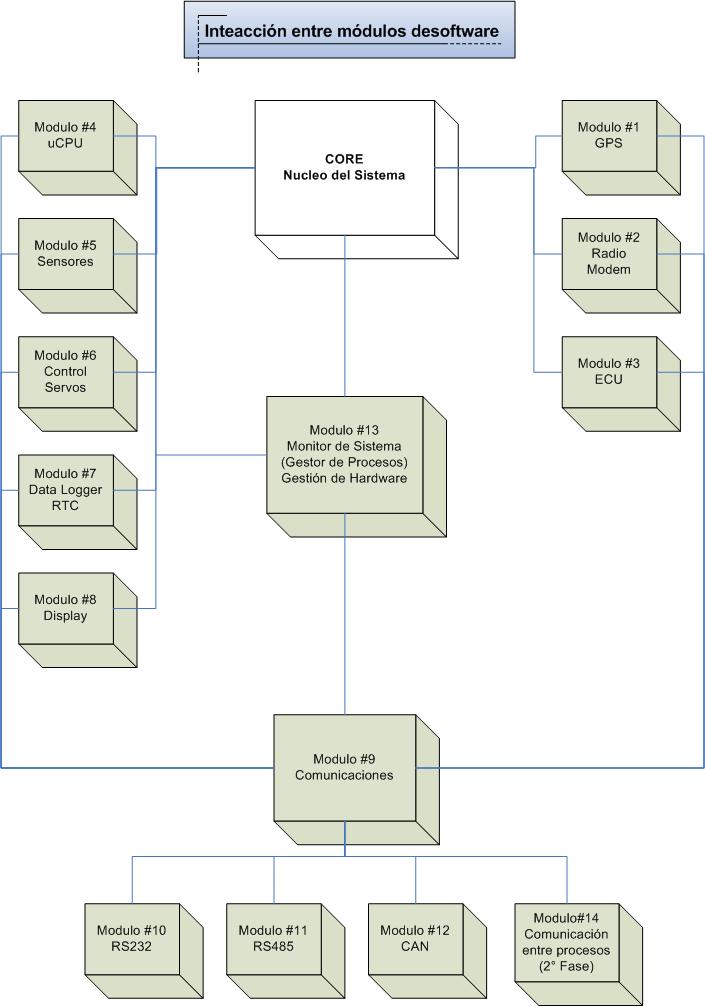 Inteacción entre módulos desoftware
Modulo #4
uCPU
CORE
Nucleo del Sistema
Modulo #1
GPS
Modulo #5
Sensores
Modulo #2
Radio
Modem
Modulo #6
Control
Servos
Modulo #3
ECU
Modulo #13
Monitor de Sistema
(Gestor de Procesos)
Gestión de Hardware
Modulo #7
Data Logger
RTC
Modulo #8
Display
Modulo #9
Comunicaciones
Modulo #10
RS232
Modulo #11
RS485
Modulo #12
CAN
Modulo#14
Comunicación
entre procesos
(2° Fase)